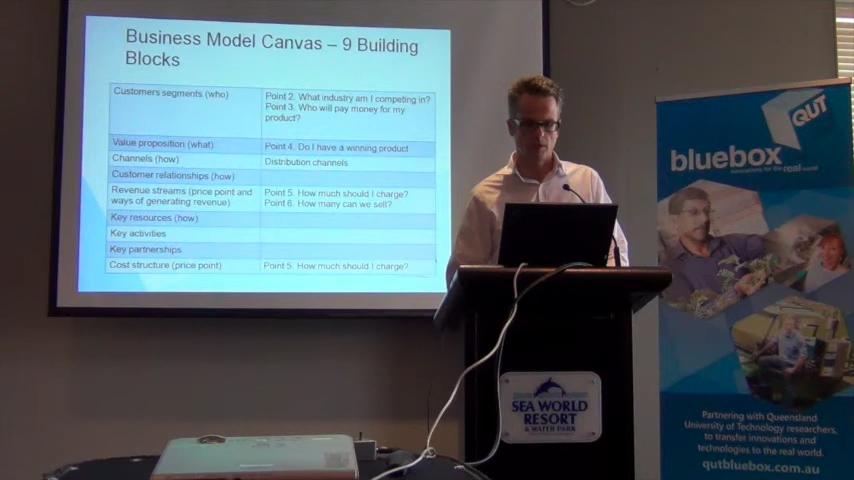 Business Model Canvas – 9 Building
Blocks
Customers segments (who)
Point 2. What industry am I competing in?
Point 3. Who will pay money for my
product?
Value proposition (what)
Point 4. Do I have a winning product
Channels (how)
Distribution channels
Customer relationships (how)
Revenue streams (price point and
ways of generating revenue)
Point 5. How much should I charge?
Point 6. How many can we sell?
Key resources (how)
Key activities
Key partnerships
Cost structure (price point)
Point 5. How much should I charge?
SEA WORLD
RESORT
& WATER PARK
QUT
bluebox
innovations for the real world
Partnering with Queensland
University of Technology researchers,
to transfer innovations and
technologies to the real world.
qutbluebox.com.au